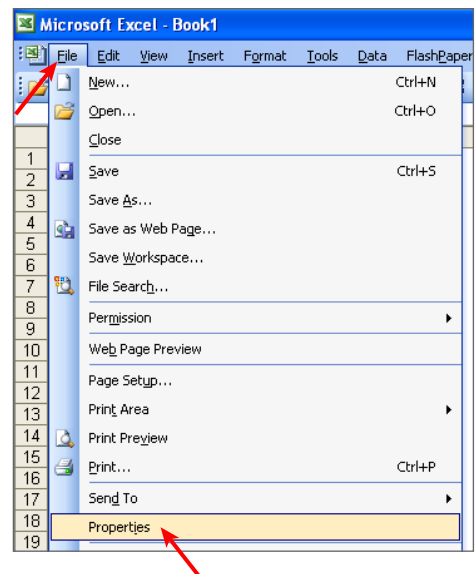 Microsoft Excel - Book1
File Edit View Insert Format Tools Data FlashPaper
New... Ctrl+N
Open... Ctrl+O
Close
1
Save Ctrl+S
2
3 Save As...
4 Save as Web Page...
5
6 Save Workspace...
7 File Search...
8
Permission
9
10 Web Page Preview
11
Page Setup...
12
13 Print Area
14 Print Preview
15
Print... Ctrl+P
16
17 Send To
18
Properties
19